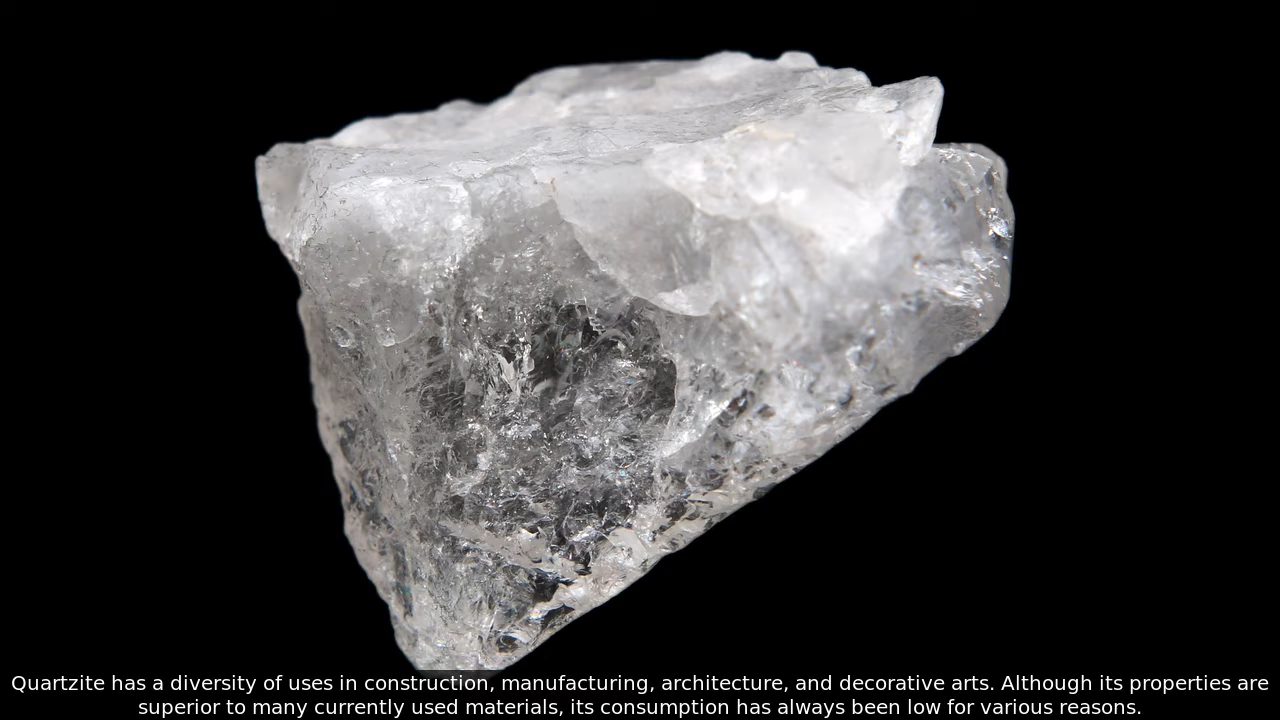 Quartzite has a diversity of uses in construction, manufacturing, architecture, and decorative arts. Although its properties are
superior to many currently used materials, its consumption has always been low for various reasons.